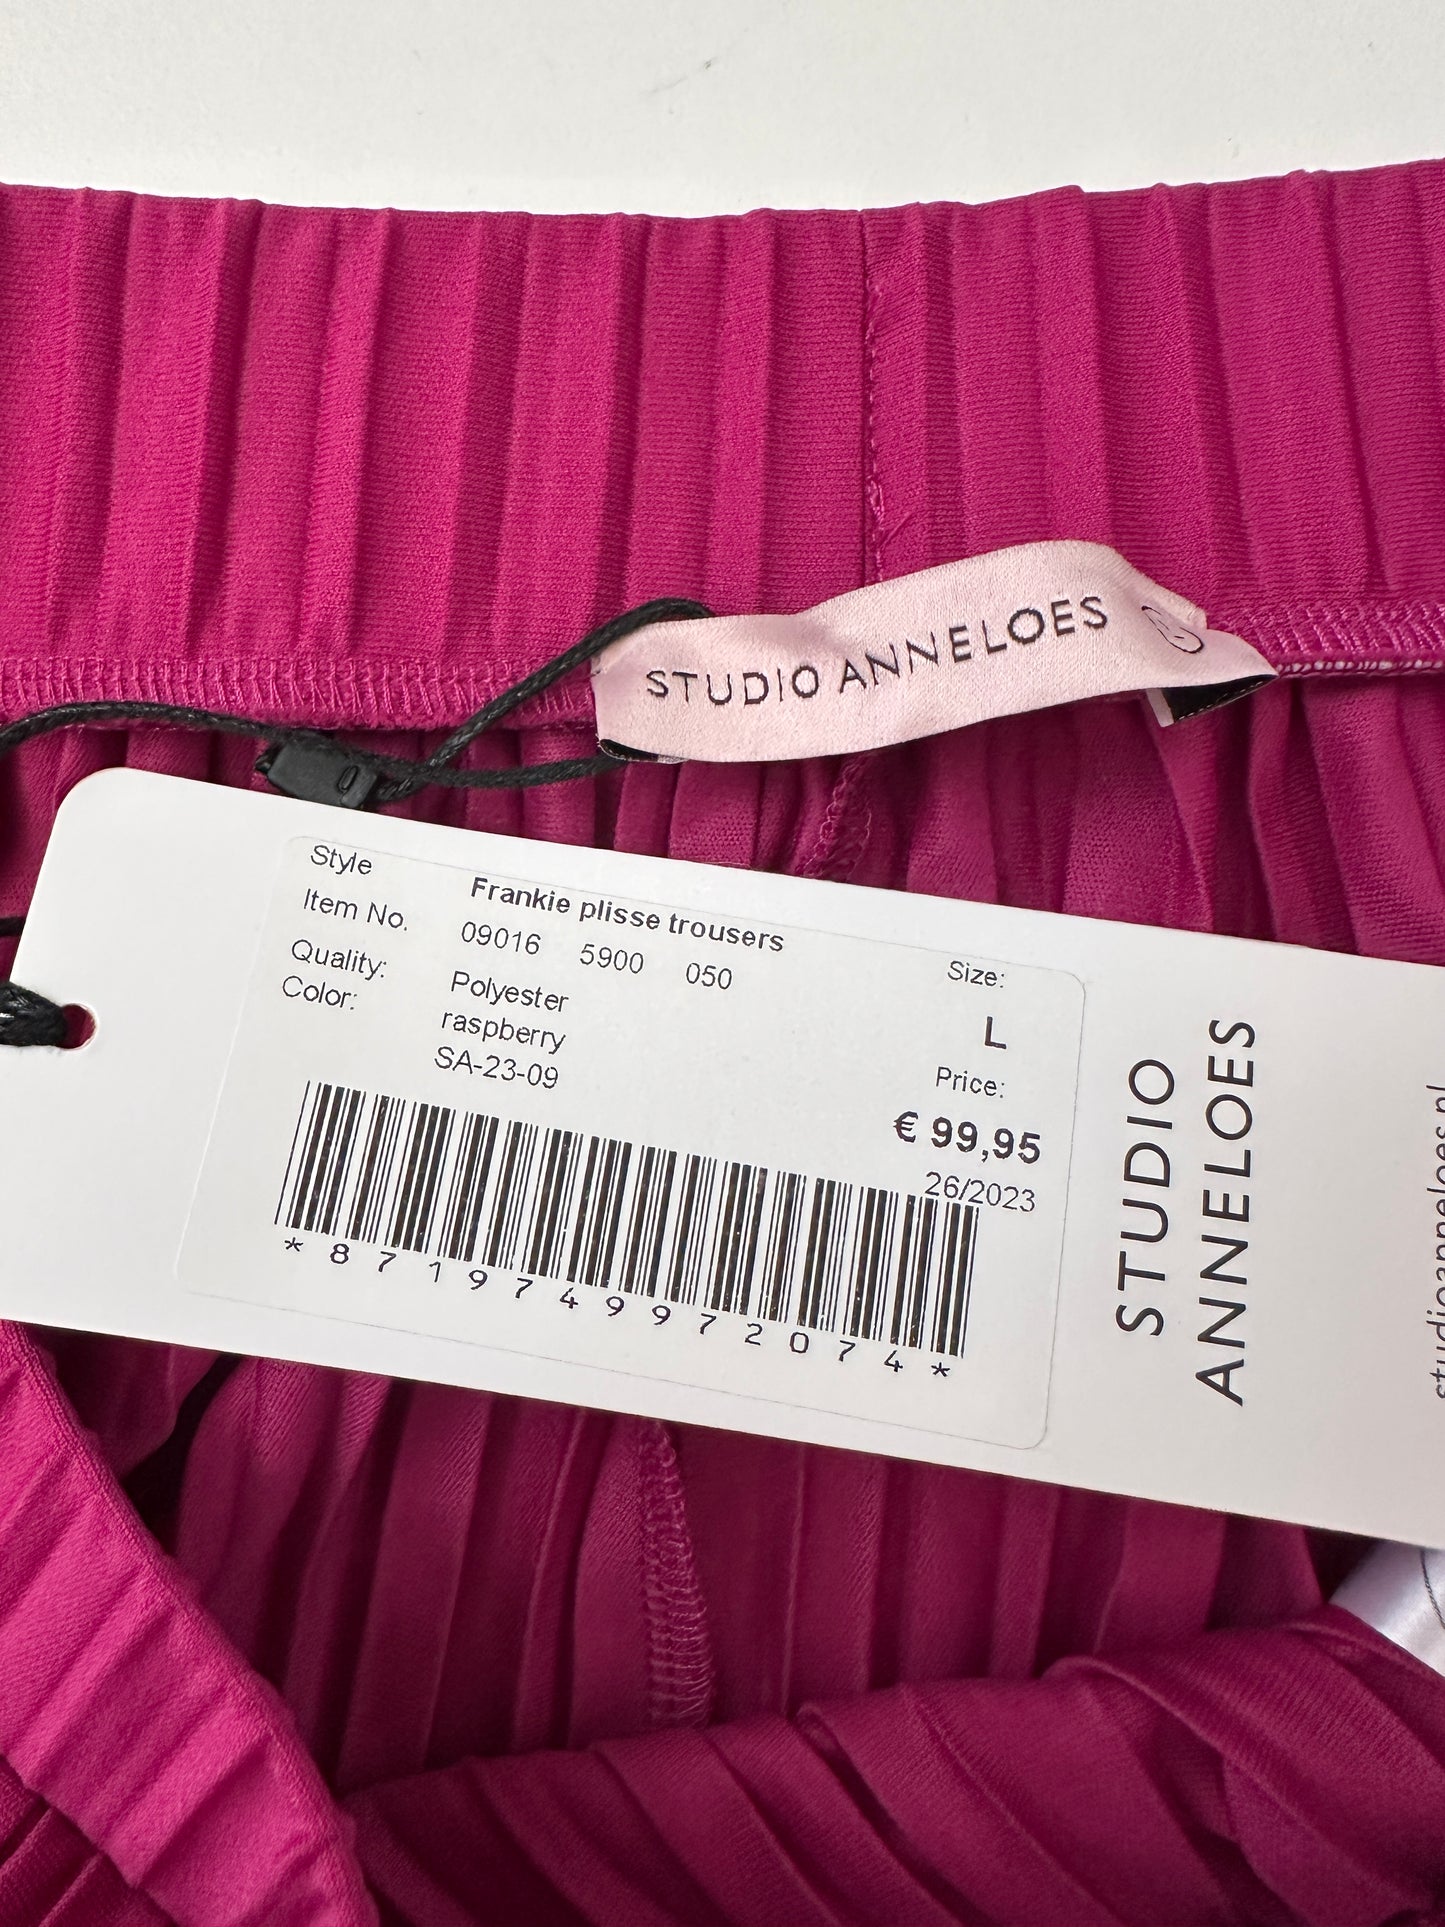 STUDIO ANNELOES
Style Frankie plisse trousers
Item No. 09016 5900 050
Quality: Polyester
Color: raspberry
SA-23-09
Size:
L
Price:
€ 99,95
26/2023
*8719749972074*
STUDIO
ANNELOES
studioanneloes.nl